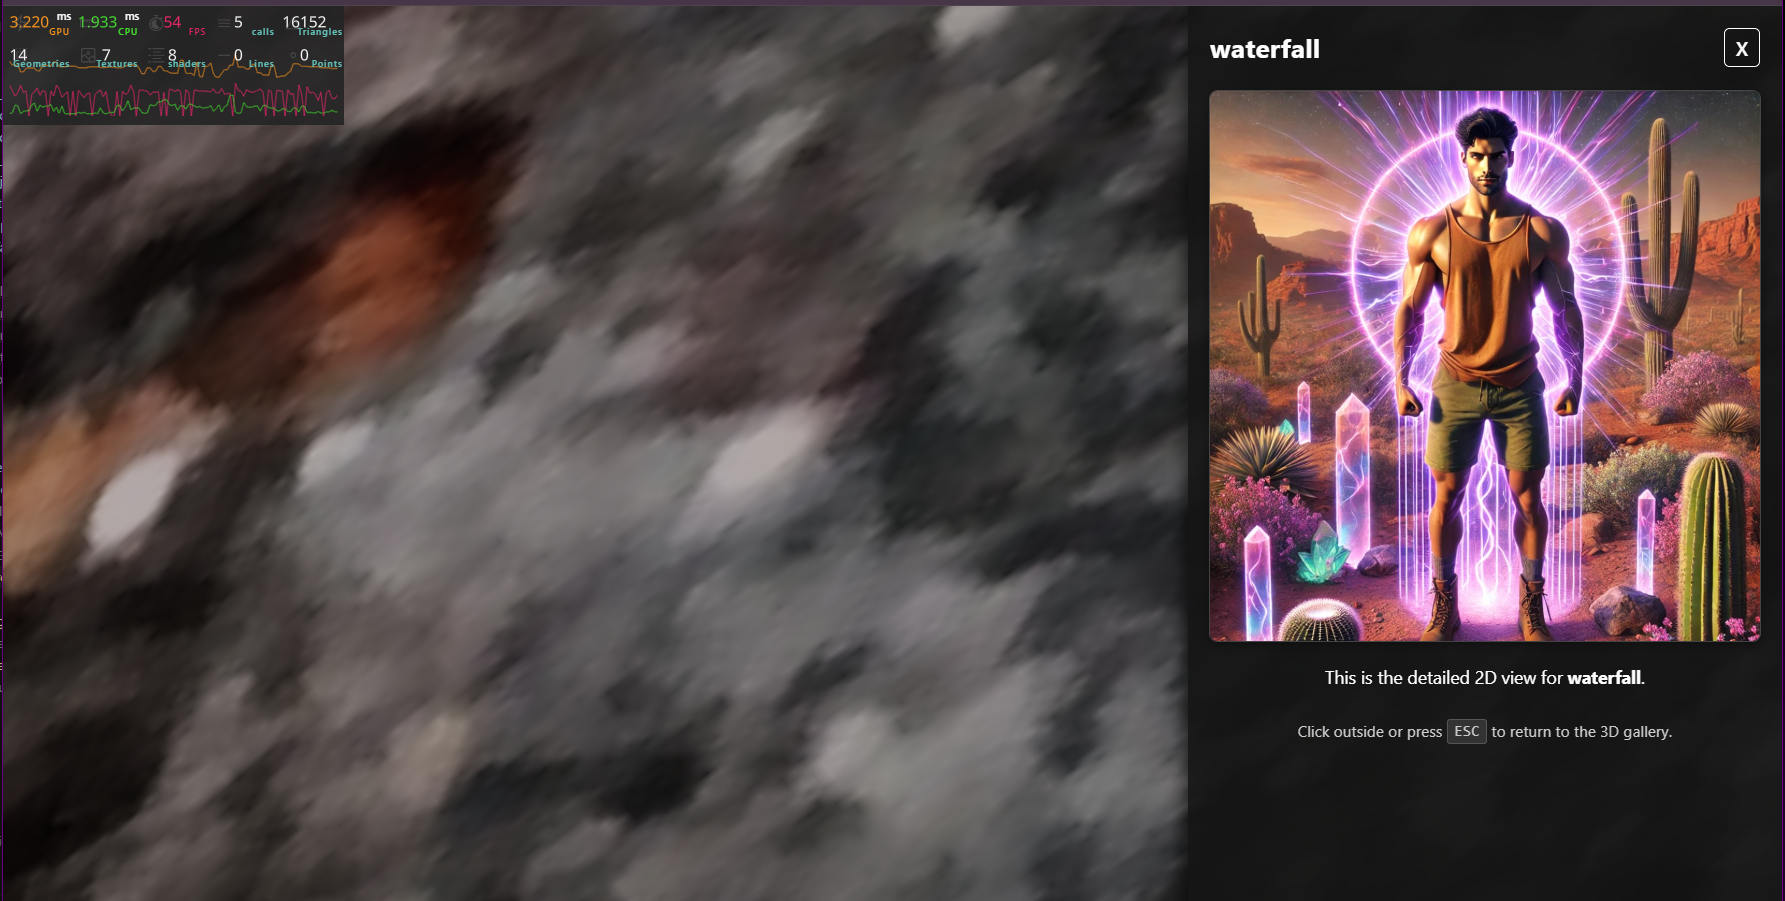 3,220 ms GPU 1.933 ms CPU 54 FPS 5 calls 16152 Triangles
14 Geometries 7 Textures 8 shaders 0 Lines 0 Points
waterfall
X
This is the detailed 2D view for waterfall.
Click outside or press ESC to return to the 3D gallery.